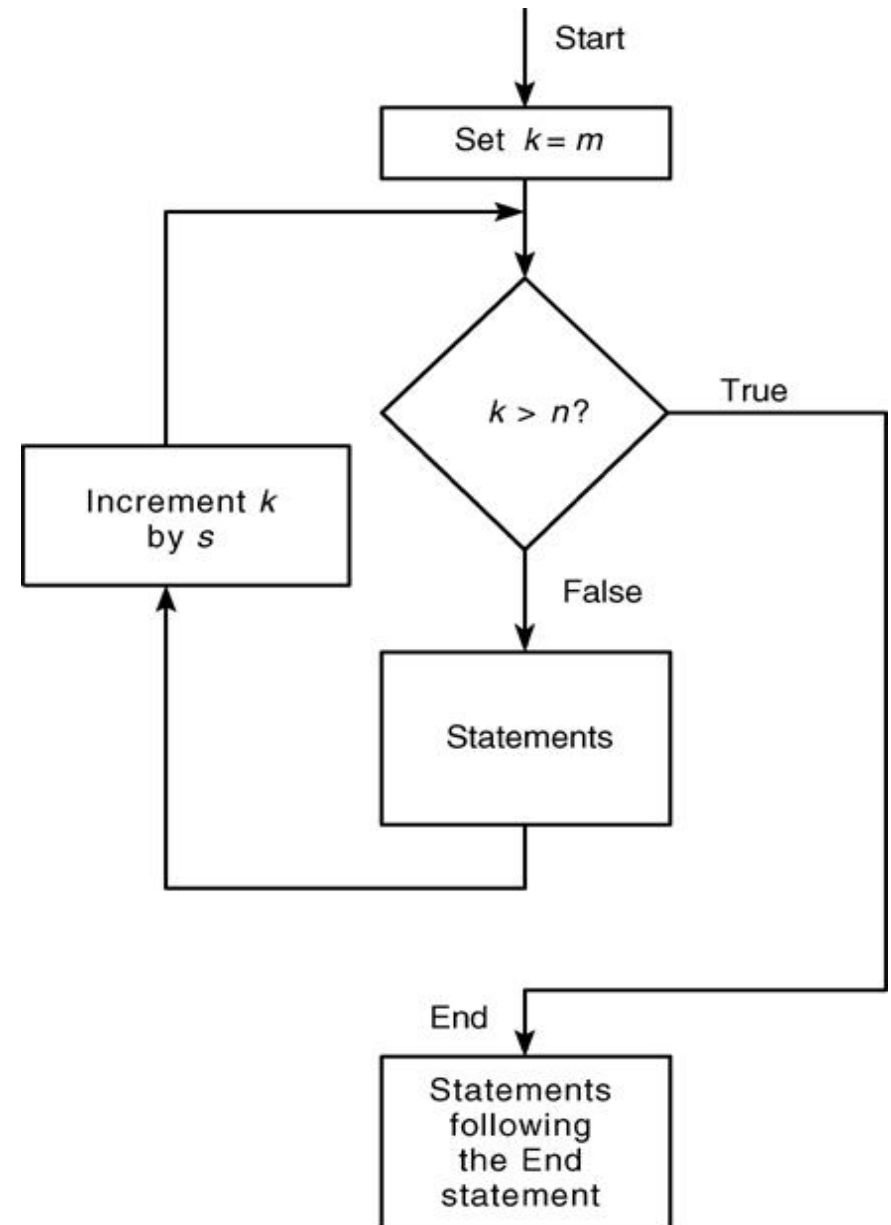 Start
Set k = m
k > n?
True
Increment k
by s
False
Statements
End
Statements
following
the End
statement